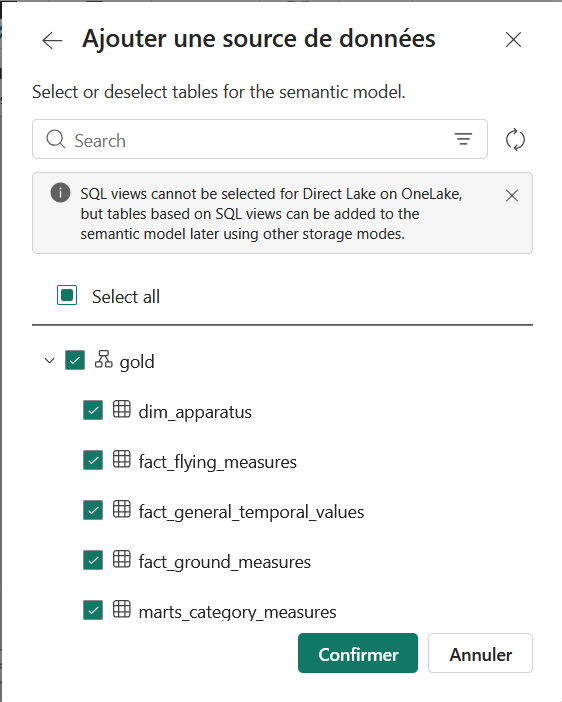 Ajouter une source de données
Select or deselect tables for the semantic model.
Search
SQL views cannot be selected for Direct Lake on OneLake,
but tables based on SQL views can be added to the
semantic model later using other storage modes.
Select all
gold
dim_apparatus
fact_flying_measures
fact_general_temporal_values
fact_ground_measures
marts_category_measures
Confirmer
Annuler